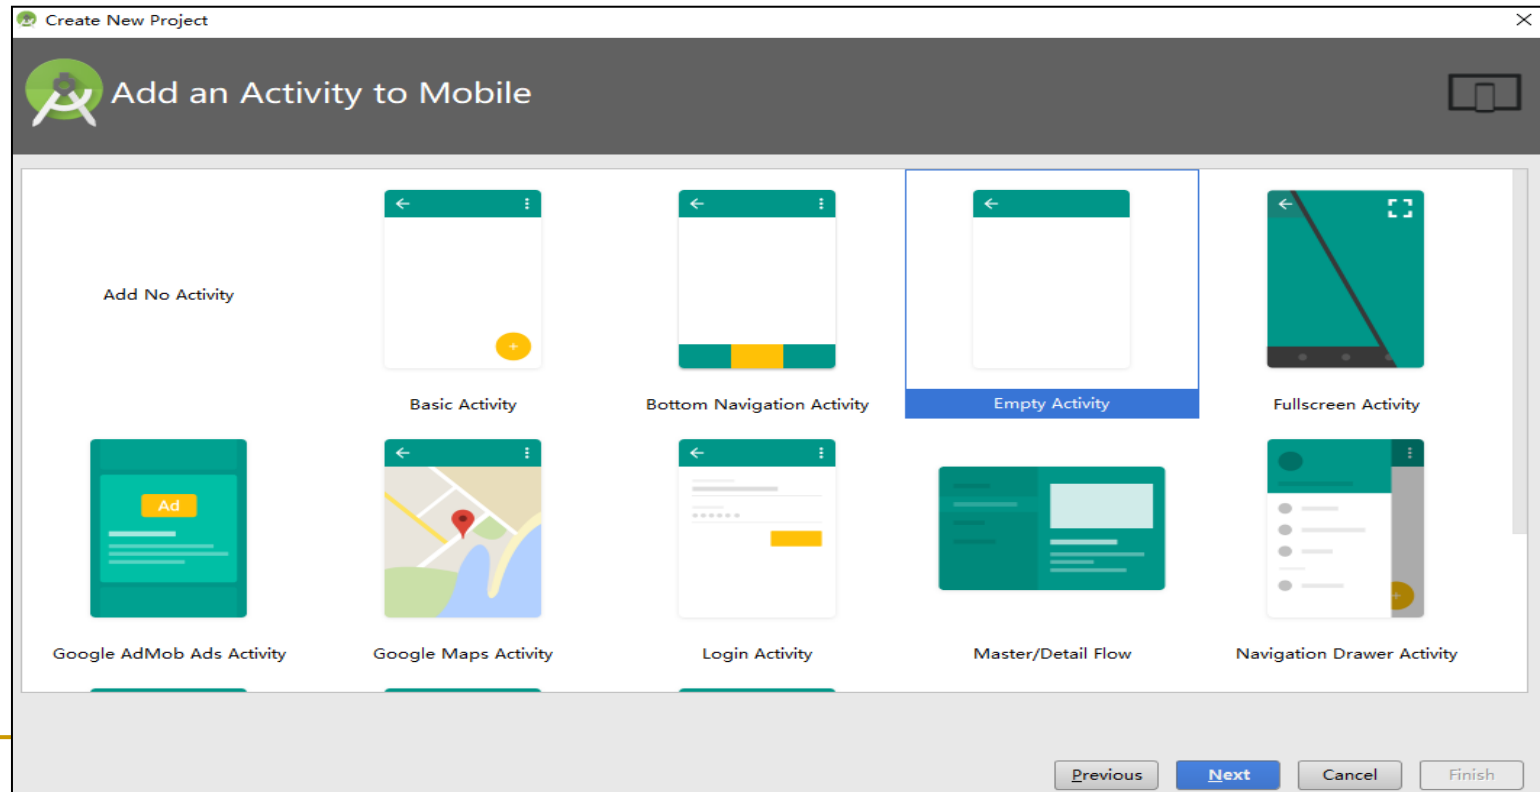 Create New Project
Add an Activity to Mobile
Add No Activity
Basic Activity
Bottom Navigation Activity
Empty Activity
Fullscreen Activity
Ad
Google AdMob Ads Activity
Google Maps Activity
Login Activity
Master/Detail Flow
Navigation Drawer Activity
Previous
Next
Cancel
Finish